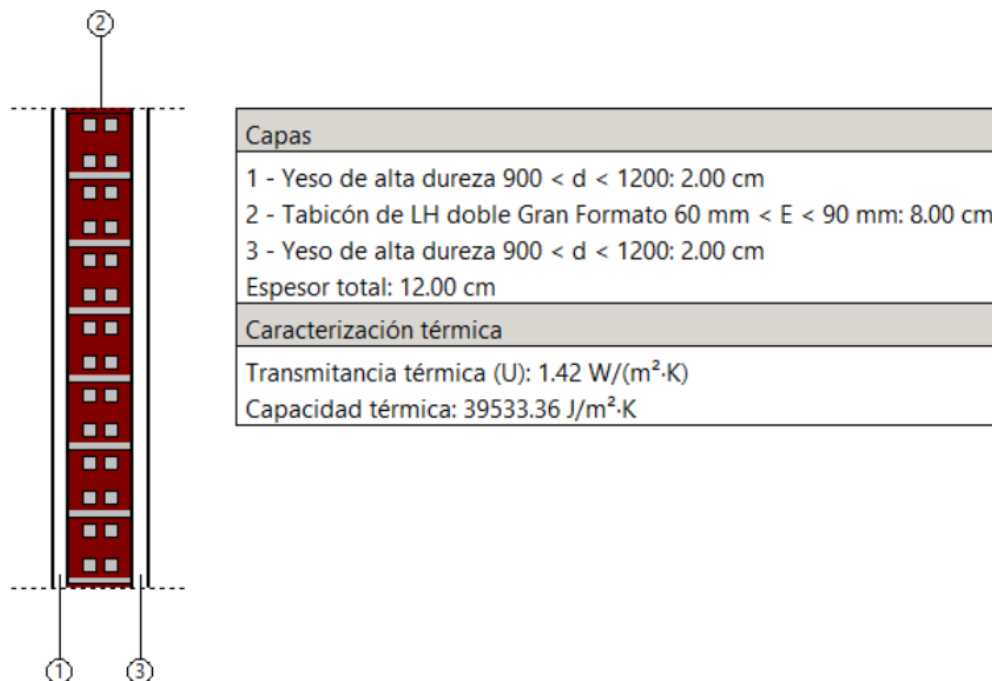 2
Capas
1 - Yeso de alta dureza 900 < d < 1200: 2.00 cm
2 - Tabicón de LH doble Gran Formato 60 mm < E < 90 mm: 8.00 cm
3 - Yeso de alta dureza 900 < d < 1200: 2.00 cm
Espesor total: 12.00 cm
Caracterización térmica
Transmitancia térmica (U): 1.42 W/(m²·K)
Capacidad térmica: 39533.36 J/m²·K
1 3